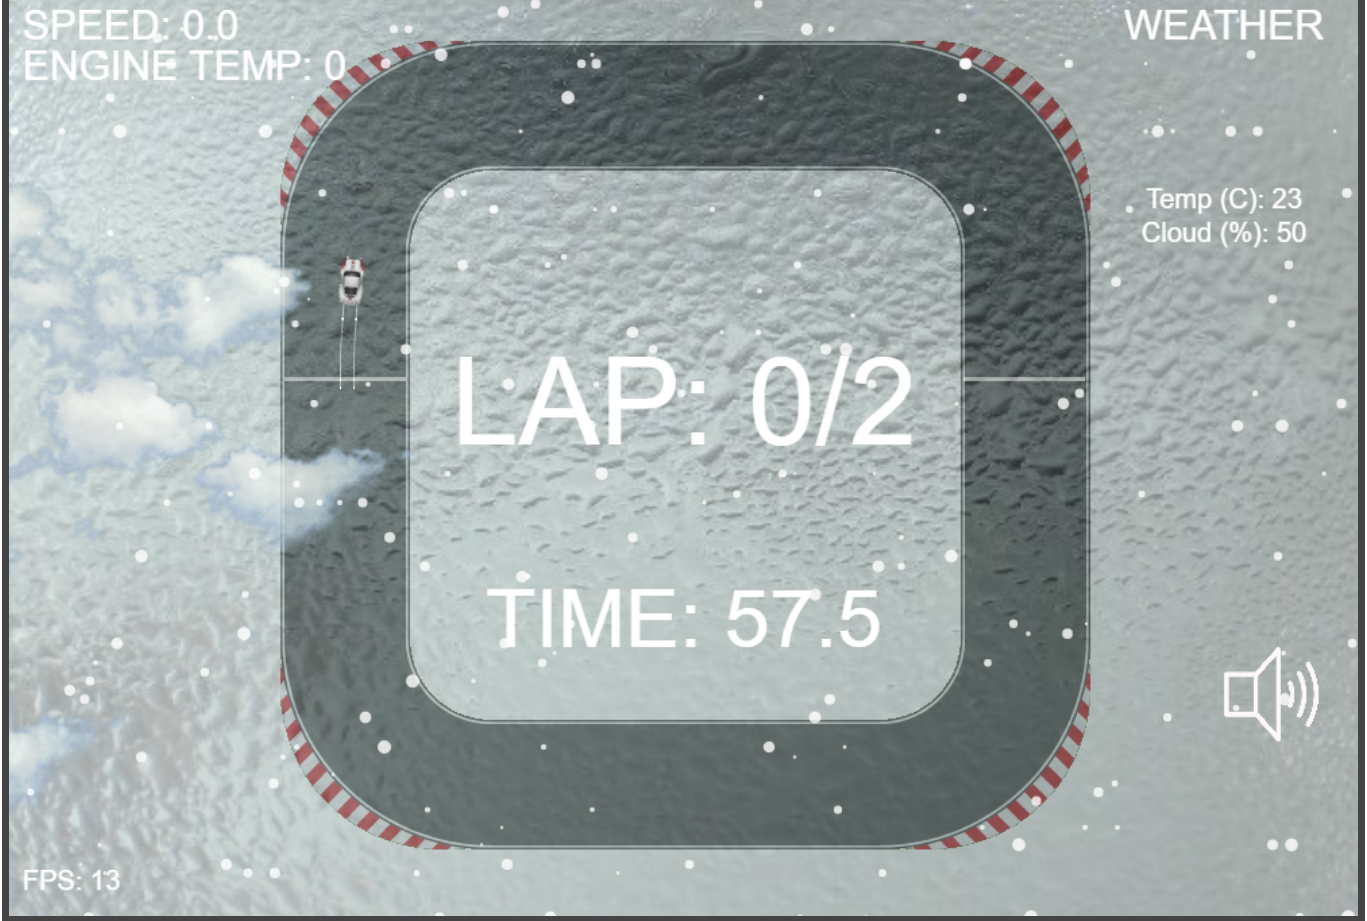 SPEED: 0.0
ENGINE TEMP: 0
WEATHER
Temp (C): 23
Cloud (%): 50
LAP: 0/2
TIME: 57.5
FPS: 13